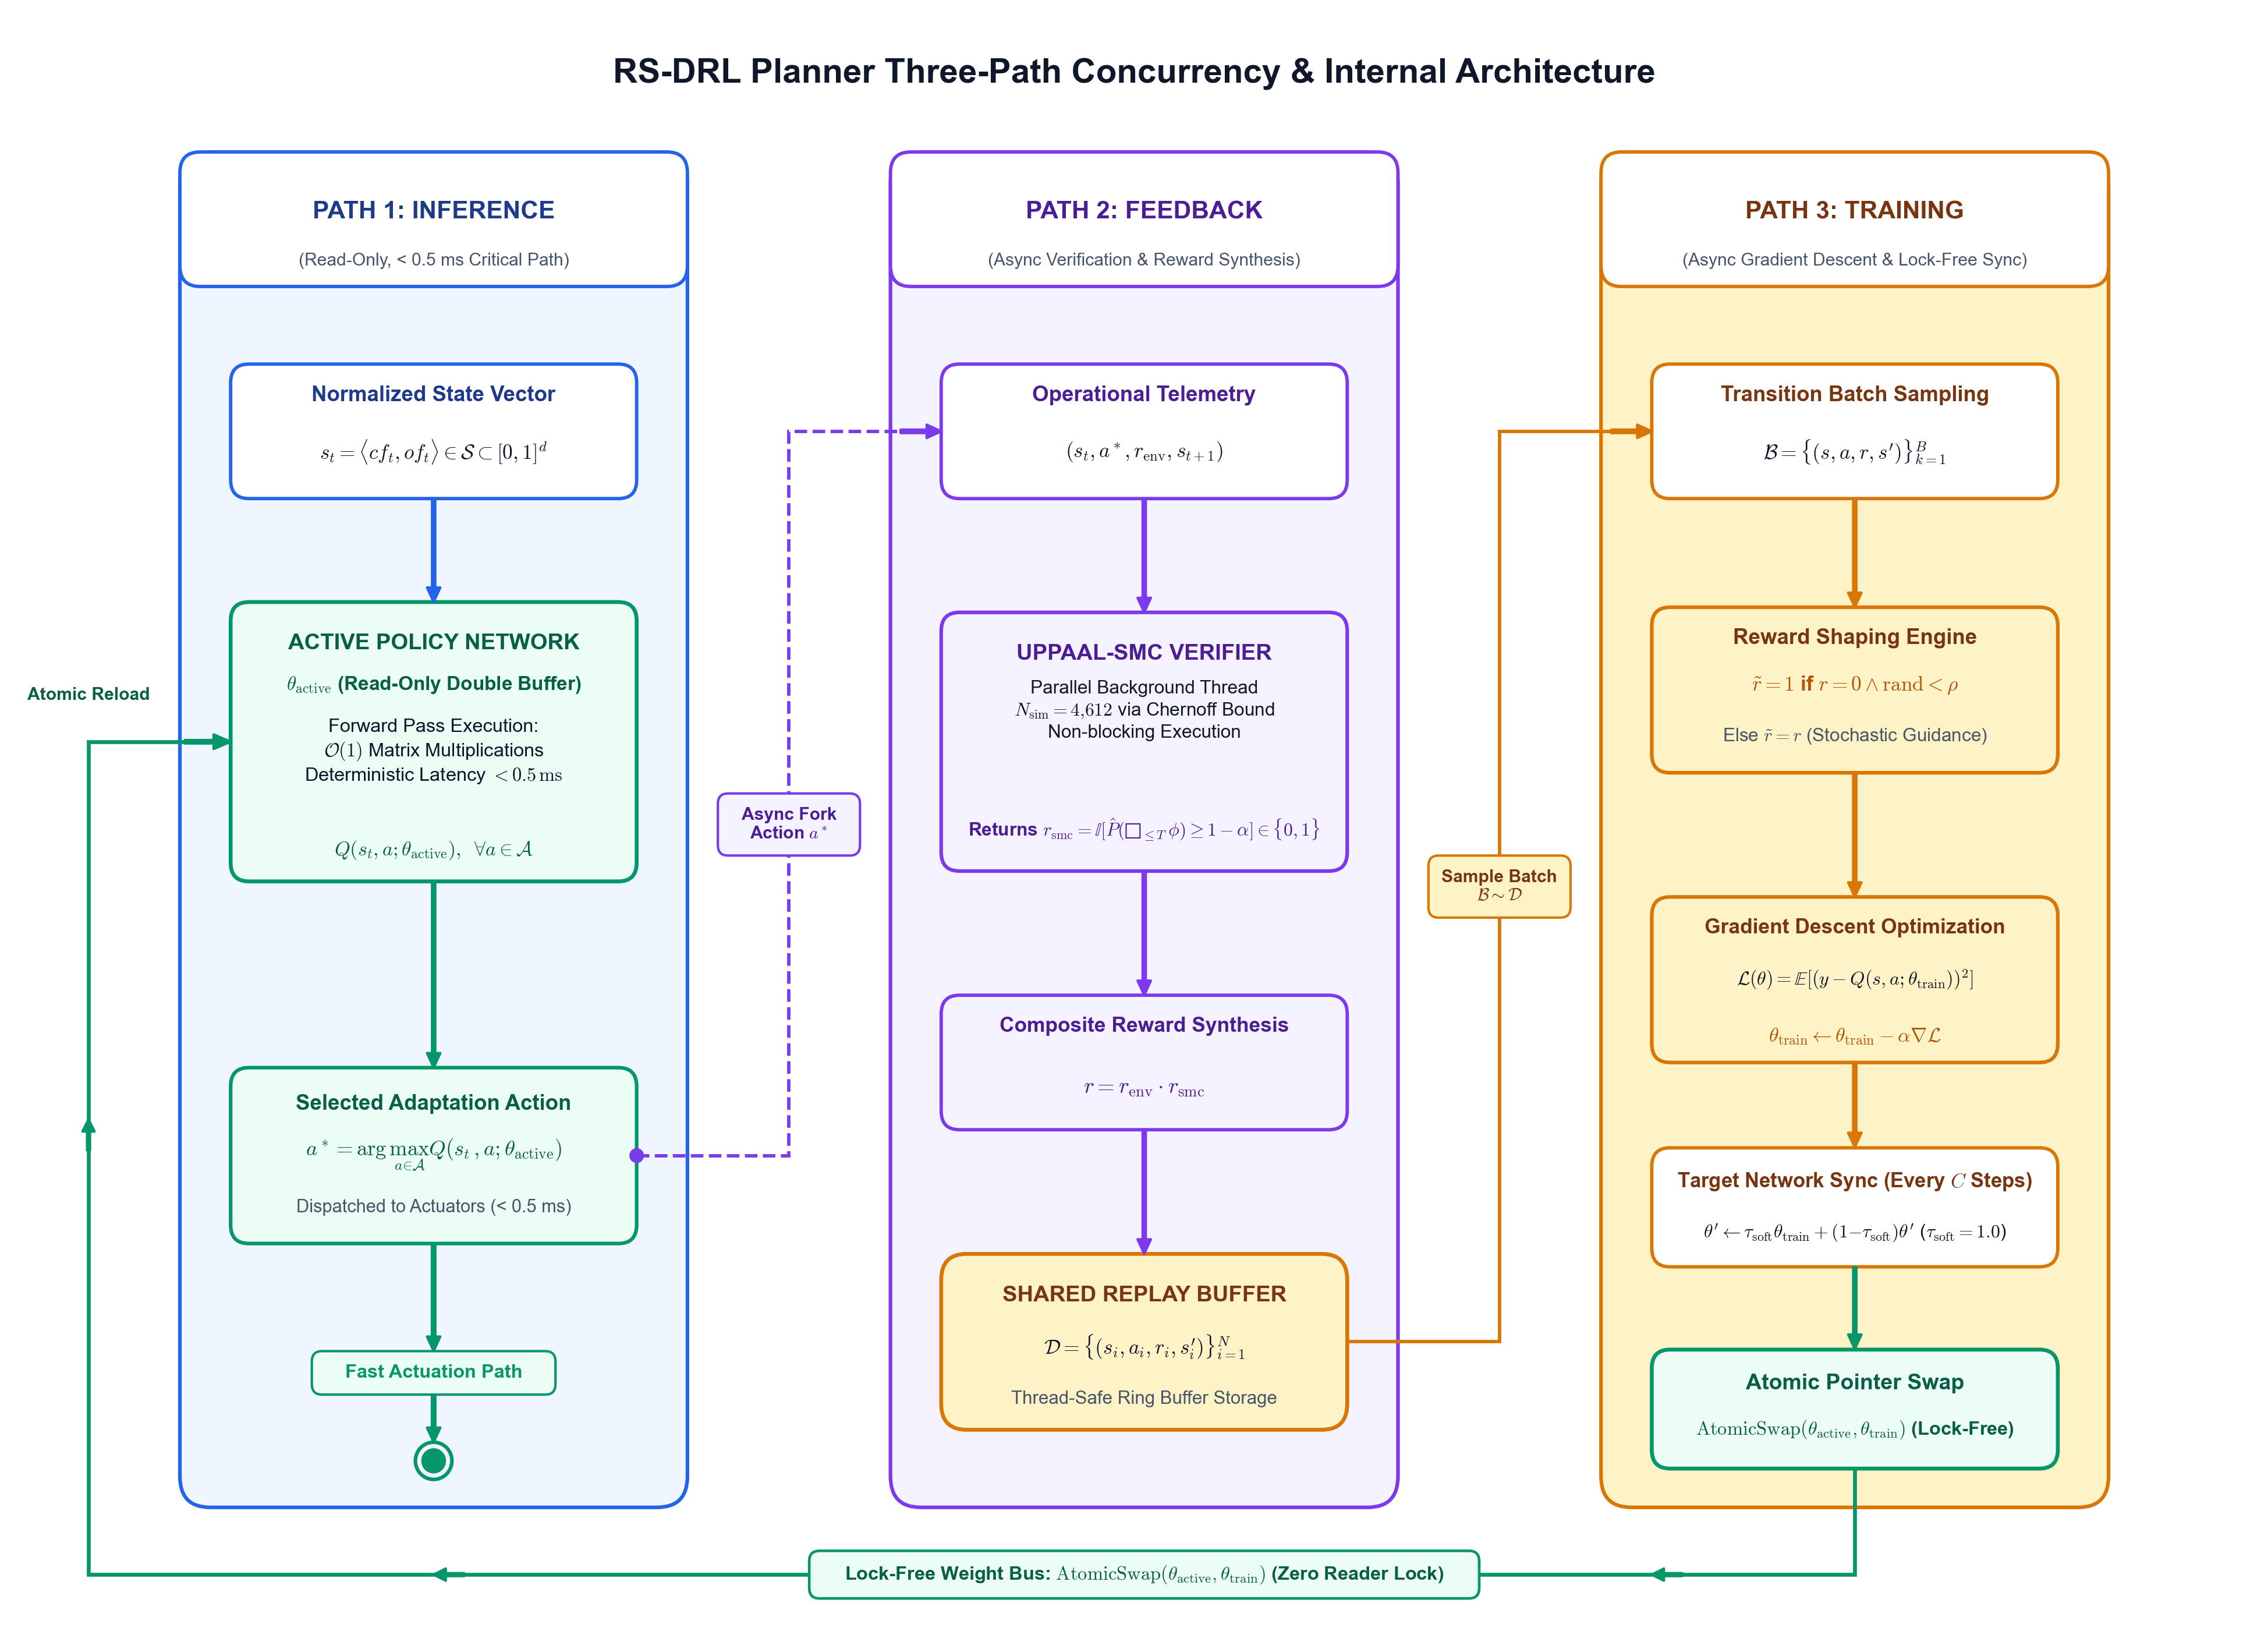 RS-DRL Planner Three-Path Concurrency & Internal Architecture
PATH 1: INFERENCE
(Read-Only, < 0.5 ms Critical Path)
Normalized State Vector
s_t = ⟨cf_t, of_t⟩ ∈ 𝒮 ⊂ [0, 1]^d
ACTIVE POLICY NETWORK
θ_active (Read-Only Double Buffer)
Forward Pass Execution:
𝒪(1) Matrix Multiplications
Deterministic Latency < 0.5 ms
Q(s_t, a; θ_active), ∀a ∈ 𝒜
Selected Adaptation Action
a* = arg max_{a∈𝒜} Q(s_t, a; θ_active)
Dispatched to Actuators (< 0.5 ms)
Fast Actuation Path
Atomic Reload
Async Fork
Action a*
PATH 2: FEEDBACK
(Async Verification & Reward Synthesis)
Operational Telemetry
(s_t, a*, r_env, s_{t+1})
UPPAAL-SMC VERIFIER
Parallel Background Thread
N_sim = 4,612 via Chernoff Bound
Non-blocking Execution
Returns r_smc = 𝕀[P̂(□_{≤T} ϕ) ≥ 1 − α] ∈ {0, 1}
Composite Reward Synthesis
r = r_env · r_smc
SHARED REPLAY BUFFER
𝒟 = {(s_i, a_i, r_i, s′_i)}_{i=1}^N
Thread-Safe Ring Buffer Storage
Sample Batch
ℬ ∼ 𝒟
PATH 3: TRAINING
(Async Gradient Descent & Lock-Free Sync)
Transition Batch Sampling
ℬ = {(s, a, r, s′)}_{k=1}^B
Reward Shaping Engine
r̃ = 1 if r = 0 ∧ rand < ρ
Else r̃ = r (Stochastic Guidance)
Gradient Descent Optimization
ℒ(θ) = 𝔼[(y − Q(s, a; θ_train))²]
θ_train ← θ_train − α∇ℒ
Target Network Sync (Every C Steps)
θ′ ← τ_soft θ_train + (1−τ_soft)θ′ (τ_soft = 1.0)
Atomic Pointer Swap
AtomicSwap(θ_active, θ_train) (Lock-Free)
Lock-Free Weight Bus: AtomicSwap(θ_active, θ_train) (Zero Reader Lock)